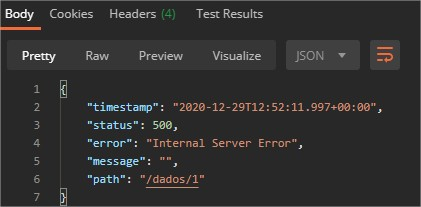 Body Cookies Headers (4) Test Results
Pretty Raw Preview Visualize JSON
1 {
2 "timestamp": "2020-12-29T12:52:11.997+00:00",
3 "status": 500,
4 "error": "Internal Server Error",
5 "message": "",
6 "path": "/dados/1"
7 }